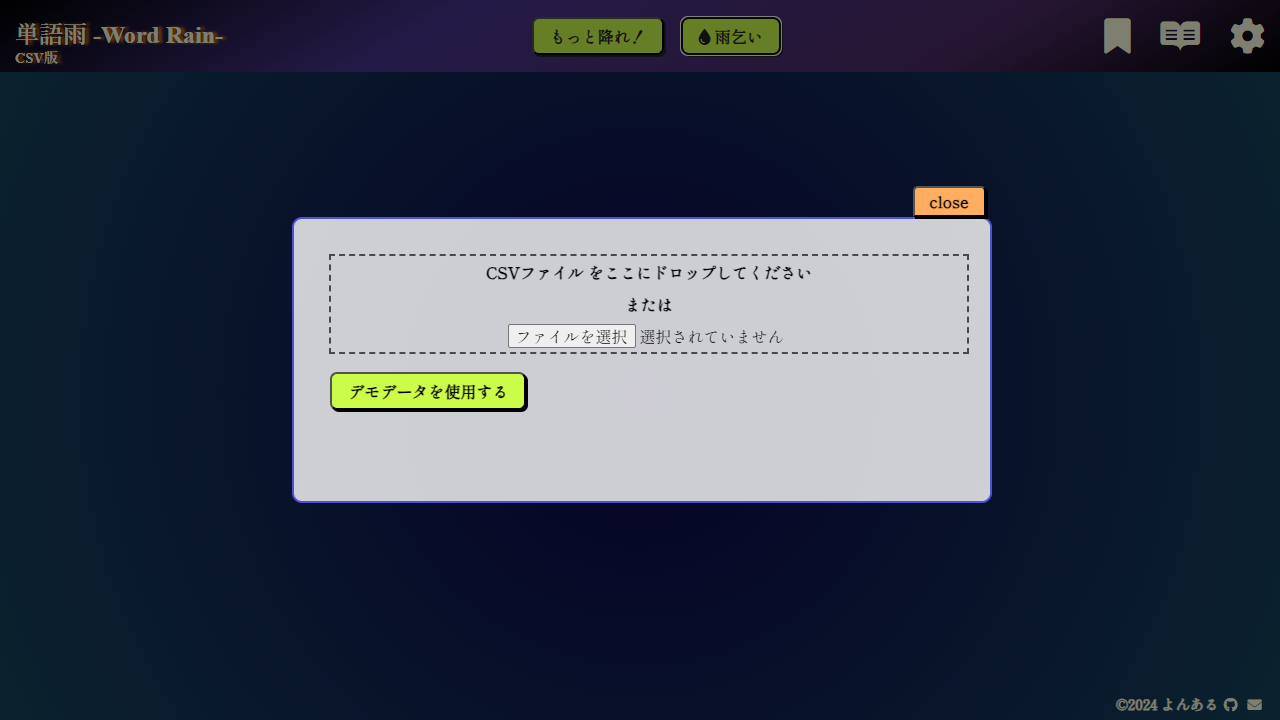 単語雨 -Word Rain-
CSV版
もっと降れ！
雨乞い
close
CSVファイル をここにドロップしてください
または
ファイルを選択 選択されていません
デモデータを使用する
©2024 よんある